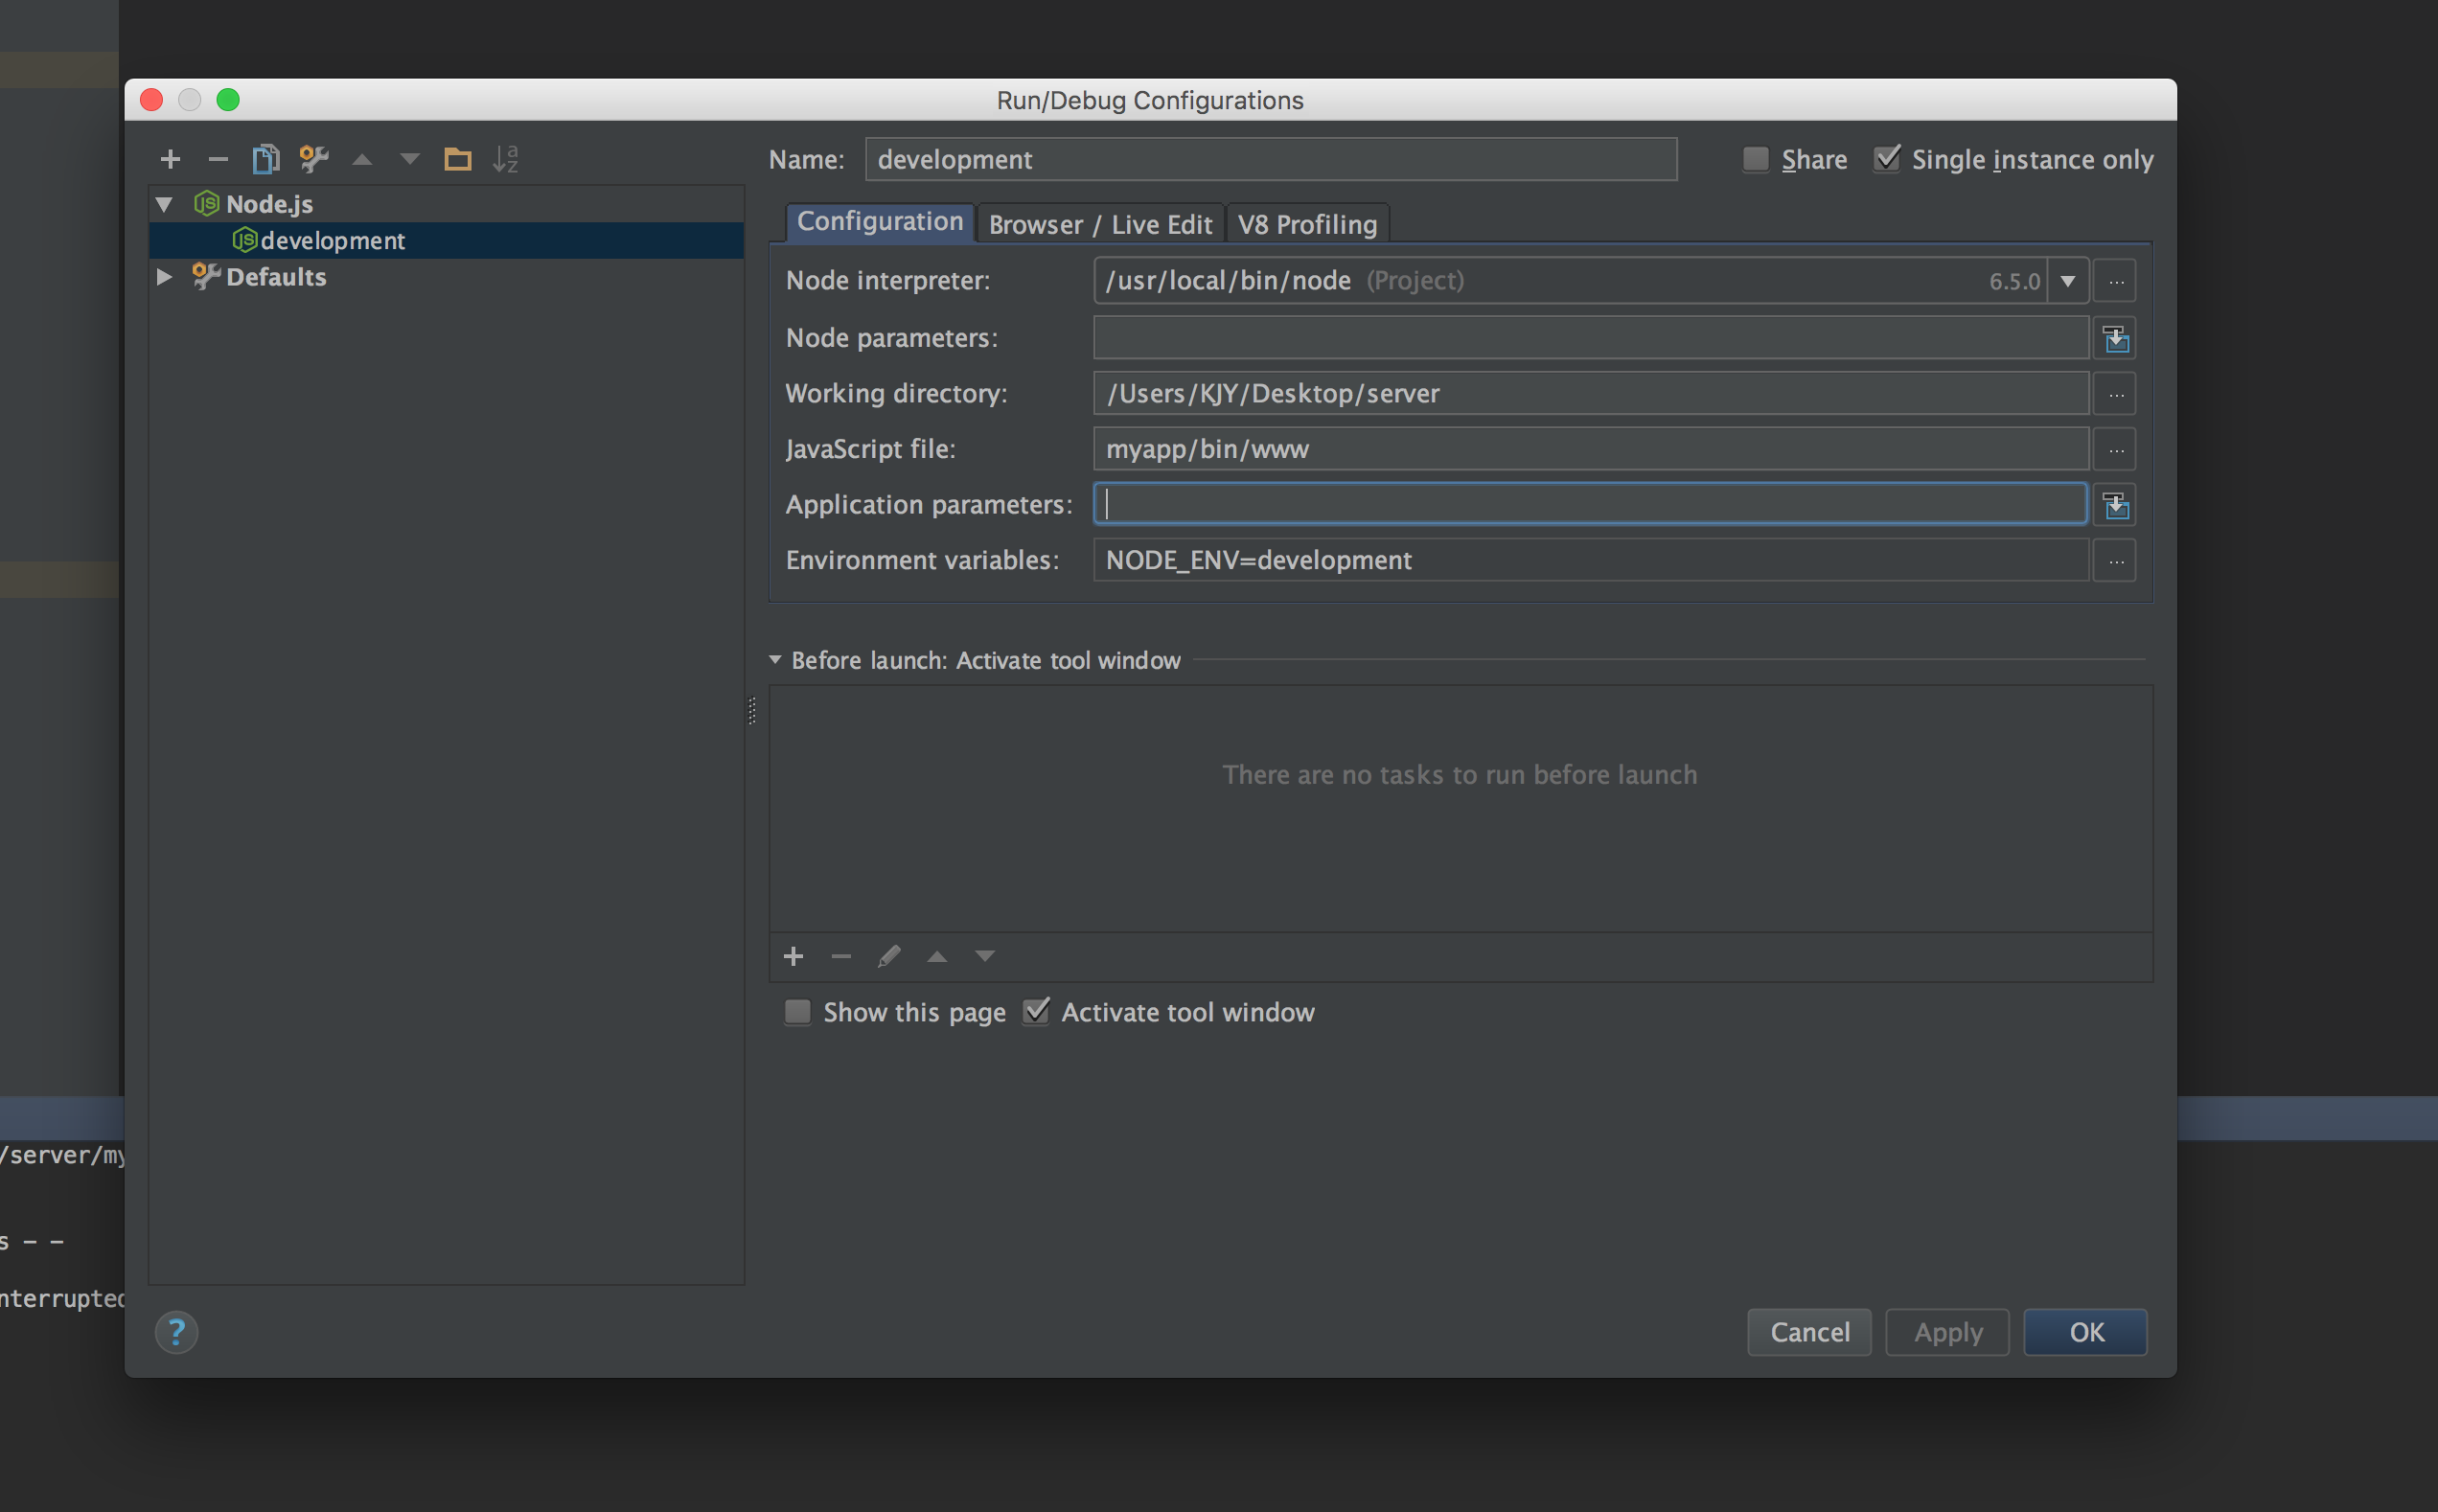 Run/Debug Configurations
Name: development Share Single instance only
Node.js
development
Defaults
Configuration Browser / Live Edit V8 Profiling
Node interpreter: /usr/local/bin/node (Project) 6.5.0 ...
Node parameters:
Working directory: /Users/KJY/Desktop/server ...
JavaScript file: myapp/bin/www ...
Application parameters:
Environment variables: NODE_ENV=development ...
Before launch: Activate tool window
There are no tasks to run before launch
Show this page Activate tool window
/server/my
s - -
nterrupted
? Cancel Apply OK